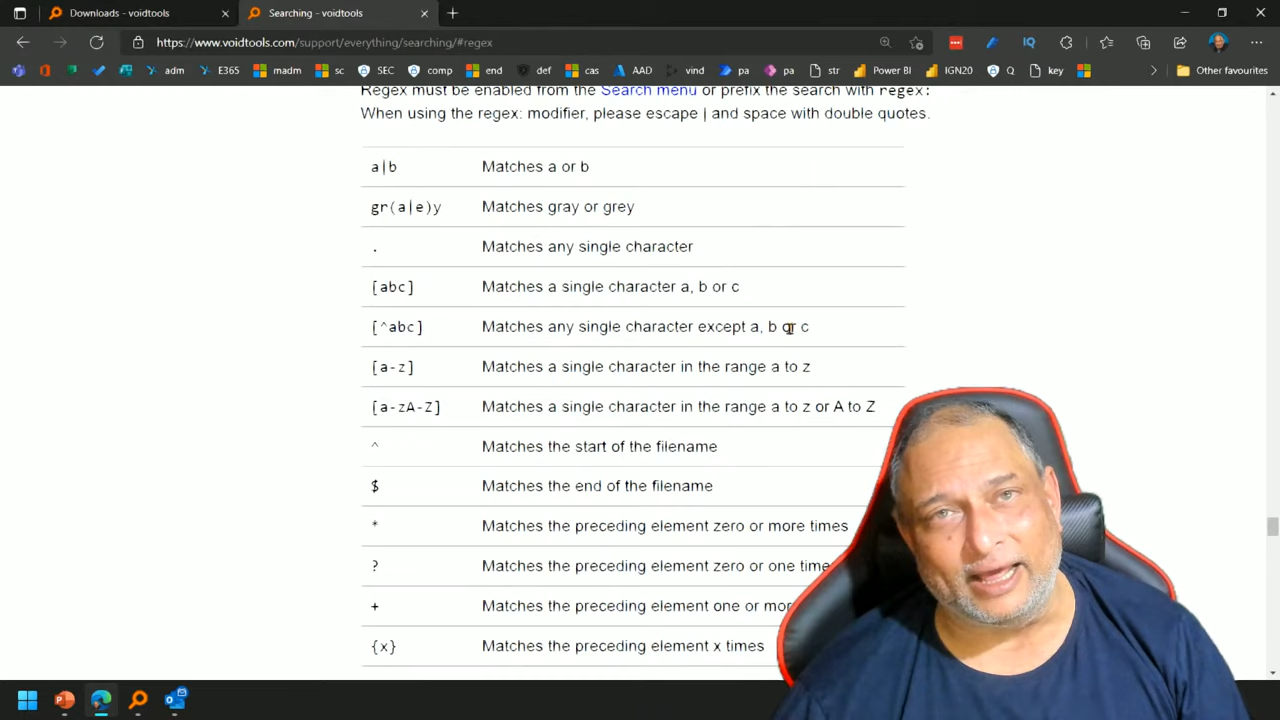 Downloads - voidtools
Searching - voidtools
https://www.voidtools.com/support/everything/searching/#regex
adm
E365
madm
sc
SEC
comp
end
def
cas
AAD
vind
pa
pa
str
Power BI
IGN20
Q
key
Other favourites
Regex must be enabled from the Search menu or prefix the search with regex:
When using the regex: modifier, please escape | and space with double quotes.
a|b Matches a or b
gr(a|e)y Matches gray or grey
. Matches any single character
[abc] Matches a single character a, b or c
[^abc] Matches any single character except a, b or c
[a-z] Matches a single character in the range a to z
[a-zA-Z] Matches a single character in the range a to z or A to Z
^ Matches the start of the filename
$ Matches the end of the filename
* Matches the preceding element zero or more times
? Matches the preceding element zero or one time
+ Matches the preceding element one or mor
{x} Matches the preceding element x times